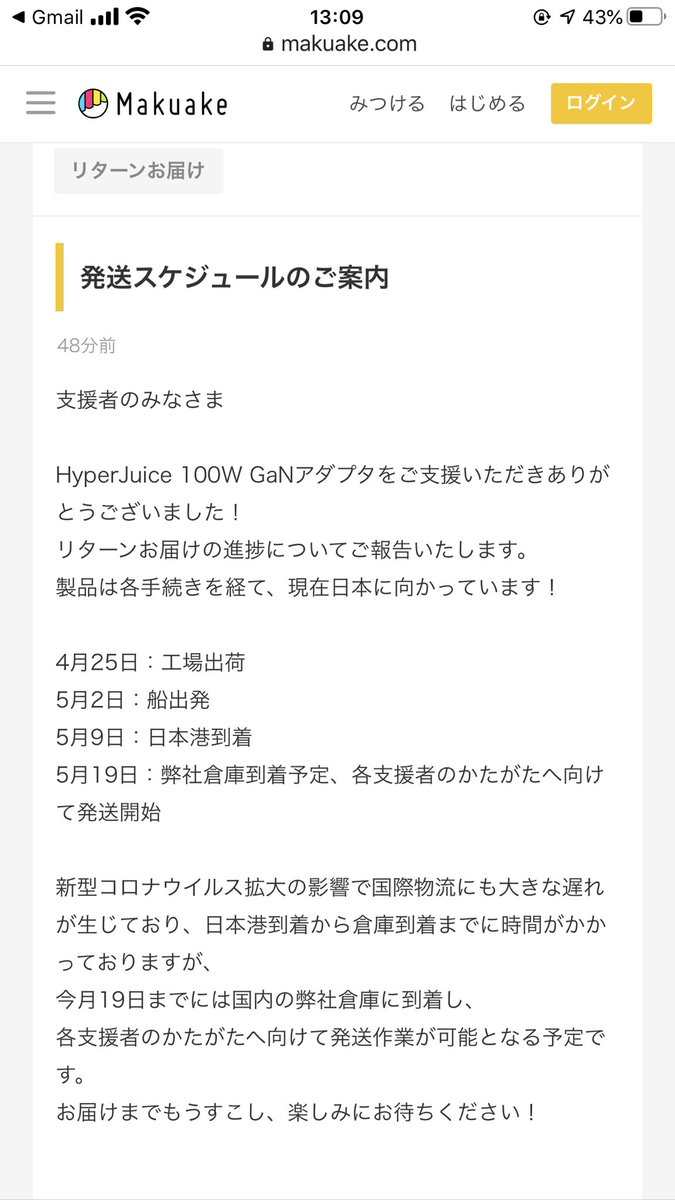 Gmail 13:09 43%
makuake.com
Makuake みつける はじめる ログイン
リターンお届け
発送スケジュールのご案内
48分前
支援者のみなさま
HyperJuice 100W GaNアダプタをご支援いただきありが
とうございました！
リターンお届けの進捗についてご報告いたします。
製品は各手続きを経て、現在日本に向かっています！
4月25日：工場出荷
5月2日：船出発
5月9日：日本港到着
5月19日：弊社倉庫到着予定、各支援者のかたがたへ向け
て発送開始
新型コロナウイルス拡大の影響で国際物流にも大きな遅れ
が生じており、日本港到着から倉庫到着までに時間がかか
っておりますが、
今月19日までには国内の弊社倉庫に到着し、
各支援者のかたがたへ向けて発送作業が可能となる予定で
す。
お届けまでもうすこし、楽しみにお待ちください！